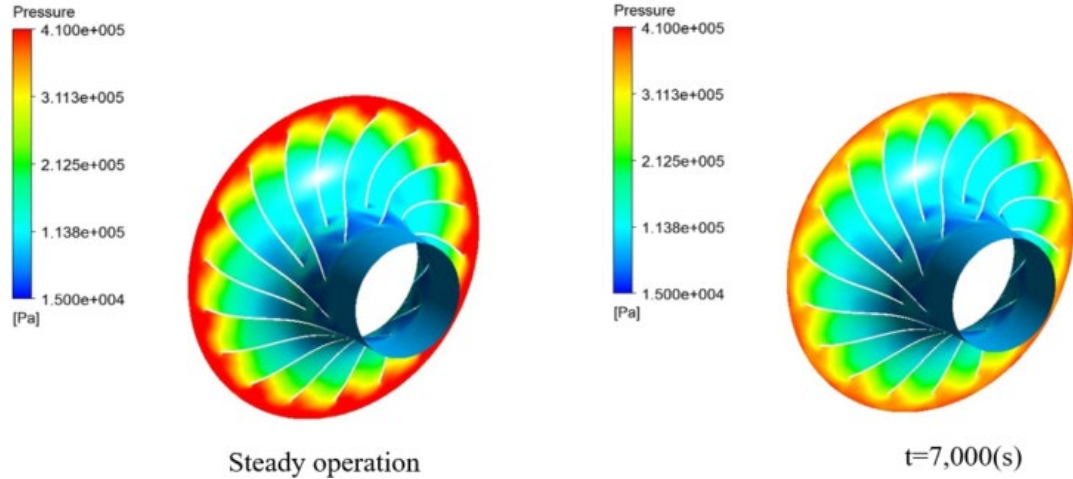 Pressure
4.100e+005
3.113e+005
2.125e+005
1.138e+005
1.500e+004
[Pa]
Steady operation
Pressure
4.100e+005
3.113e+005
2.125e+005
1.138e+005
1.500e+004
[Pa]
t=7,000(s)